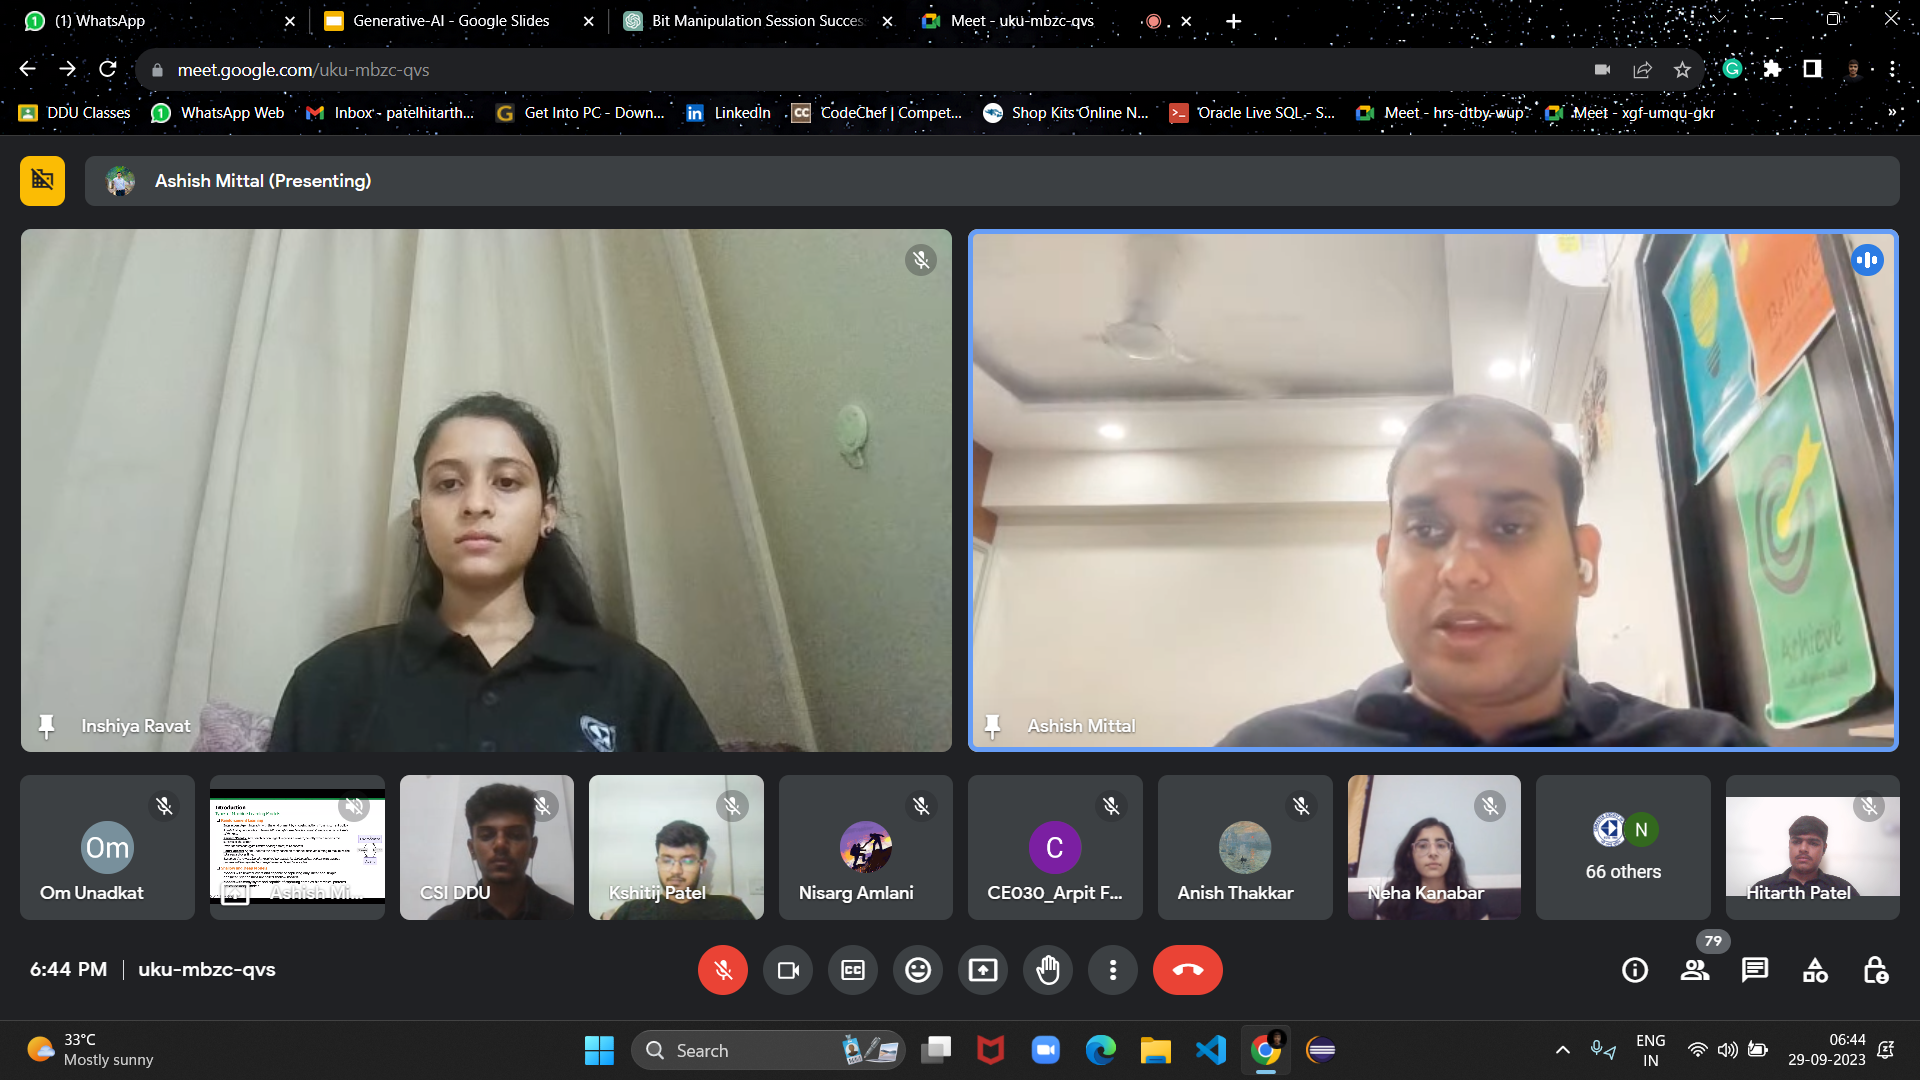 (1) WhatsApp
Generative-AI - Google Slides
Bit Manipulation Session Succes
Meet - uku-mbzc-qvs
meet.google.com/uku-mbzc-qvs
DDU Classes
WhatsApp Web
Inbox - patelhitarth...
Get Into PC - Down...
LinkedIn
CodeChef | Compet...
Shop Kits Online N...
Oracle Live SQL - S...
Meet - hrs-dtby-wup
Meet - xgf-umqu-gkr
»
Ashish Mittal (Presenting)
Believe
Achieve
Inshiya Ravat
Ashish Mittal
Om
Om Unadkat
Introduction
Ashish Mi...
CSI DDU
Kshitij Patel
Nisarg Amlani
C
CE030_Arpit F...
Anish Thakkar
Neha Kanabar
N
66 others
Hitarth Patel
6:44 PM | uku-mbzc-qvs
CC
79
33°C
Mostly sunny
Search
ENG
IN
06:44
29-09-2023